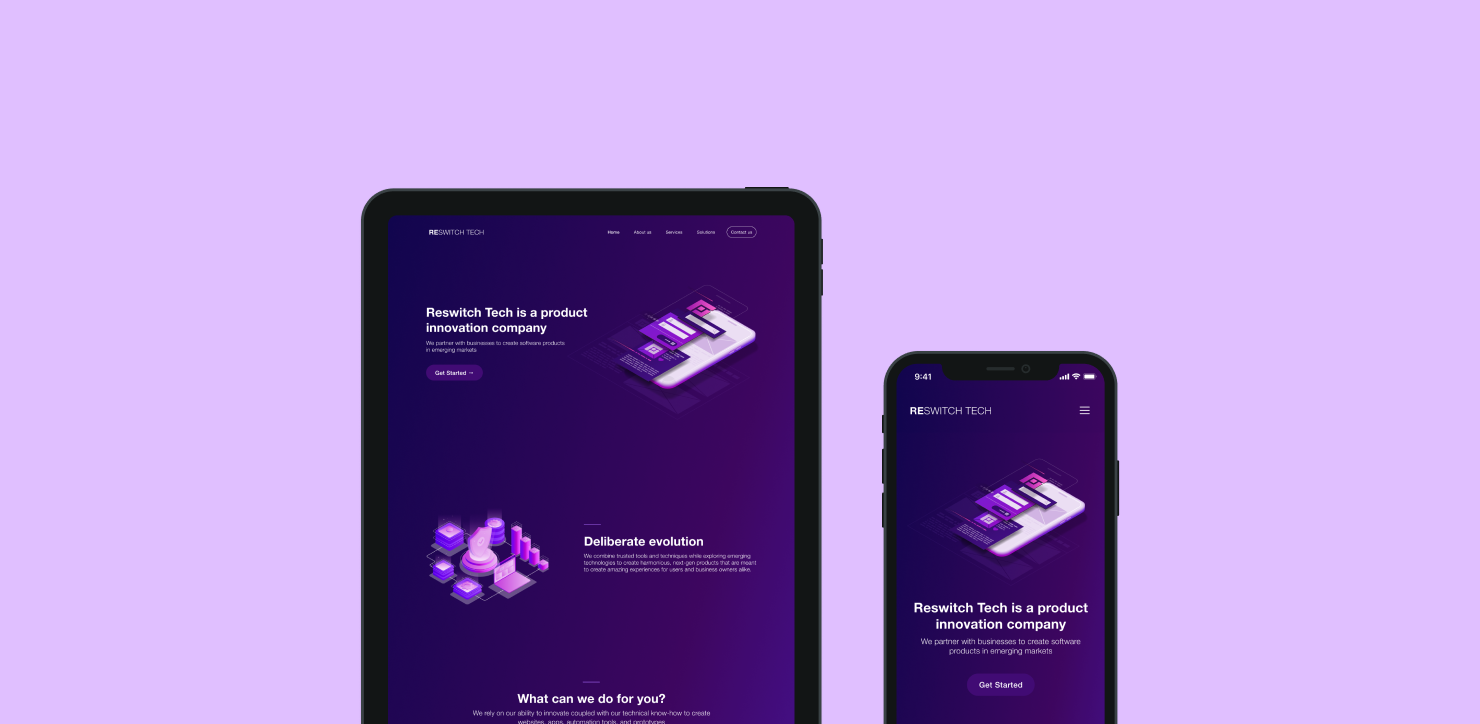 RESWITCH TECH
Home About us Services Solutions Contact us
Reswitch Tech is a product
innovation company
We partner with businesses to create software products
in emerging markets
Get Started →
Deliberate evolution
We combine trusted tools and techniques while exploring emerging
technologies to create harmonious, next-gen products that are meant
to create amazing experiences for users and business owners alike.
What can we do for you?
We rely on our ability to innovate coupled with our technical know-how to create
websites, apps, automation tools, and prototypes
9:41
RESWITCH TECH
Reswitch Tech is a product
innovation company
We partner with businesses to create software
products in emerging markets
Get Started